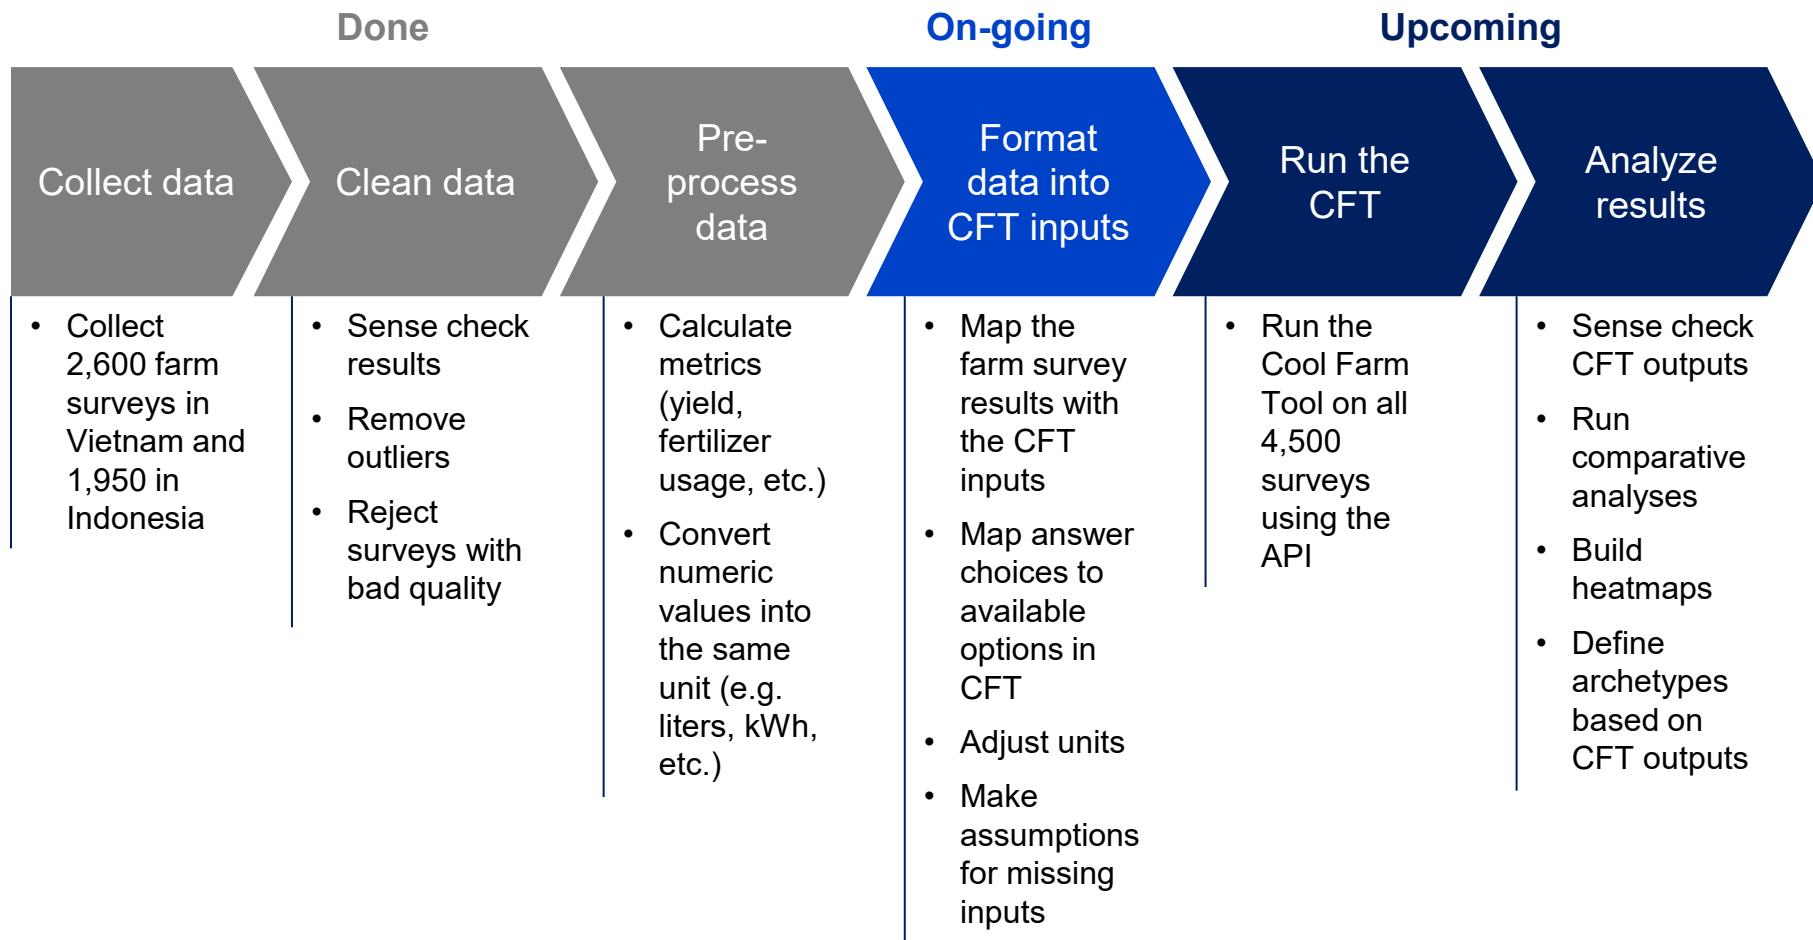 Done
On-going
Upcoming
Collect data
Clean data
Pre-
process
data
Format
data into
CFT inputs
Run the
CFT
Analyze
results
• Collect
2,600 farm
surveys in
Vietnam and
1,950 in
Indonesia
• Sense check
results
• Remove
outliers
• Reject
surveys with
bad quality
• Calculate
metrics
(yield,
fertilizer
usage, etc.)
• Convert
numeric
values into
the same
unit (e.g.
liters, kWh,
etc.)
• Map the
farm survey
results with
the CFT
inputs
• Map answer
choices to
available
options in
CFT
• Adjust units
• Make
assumptions
for missing
inputs
• Run the
Cool Farm
Tool on all
4,500
surveys
using the
API
• Sense check
CFT outputs
• Run
comparative
analyses
• Build
heatmaps
• Define
archetypes
based on
CFT outputs